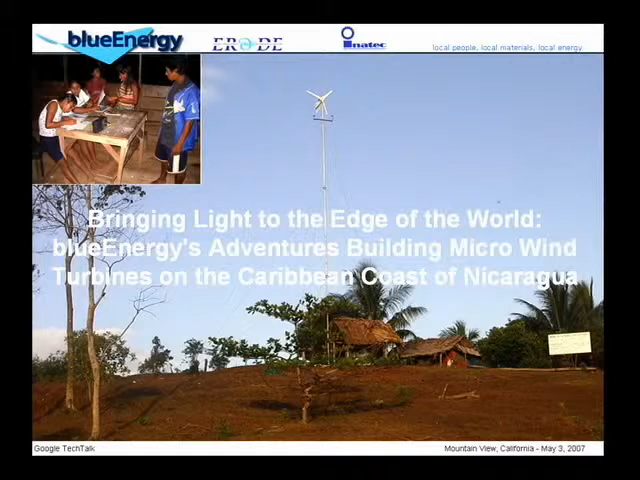 blueEnergy
inatec
local people, local materials, local energy
Bringing Light to the Edge of the World:
blueEnergy's Adventures Building Micro Wind
Turbines on the Caribbean Coast of Nicaragua
Google TechTalk
Mountain View, California - May 3, 2007